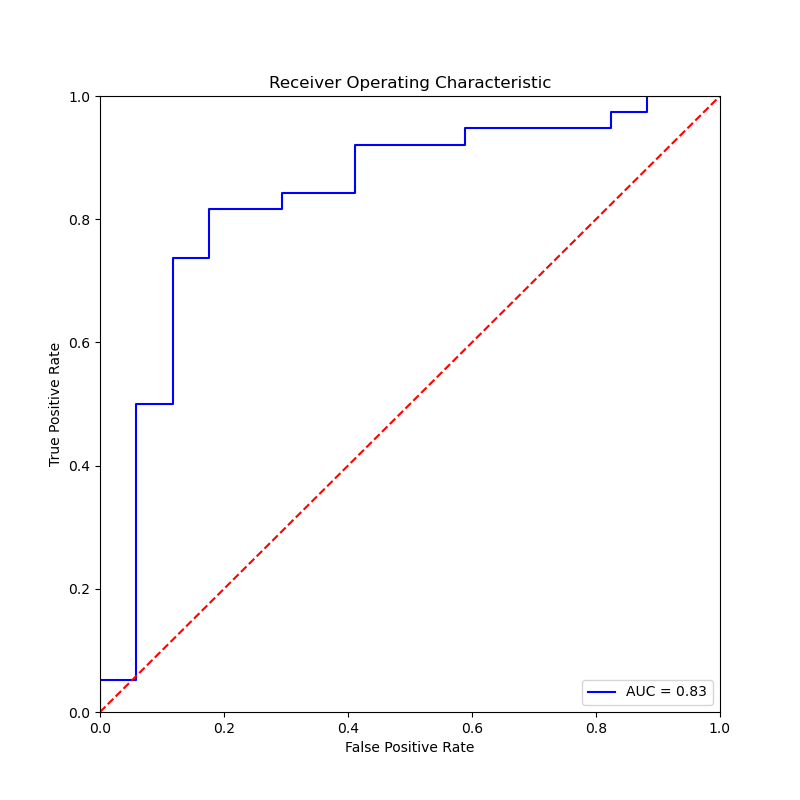 Receiver Operating Characteristic
1.0
0.8
0.6
0.4
0.2
0.0
True Positive Rate
AUC = 0.83
0.0 0.2 0.4 0.6 0.8 1.0
False Positive Rate